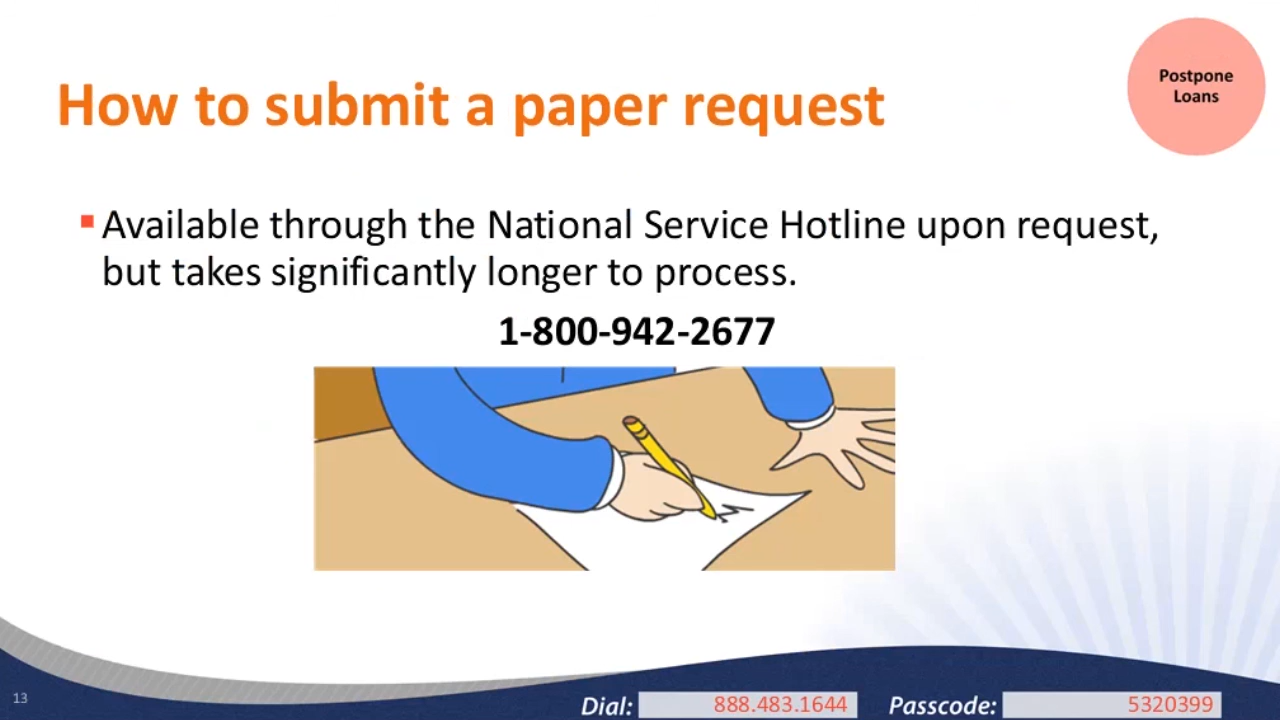 Postpone
Loans
How to submit a paper request
Available through the National Service Hotline upon request,
but takes significantly longer to process.
1-800-942-2677
13
Dial: 888.483.1644 Passcode: 5320399